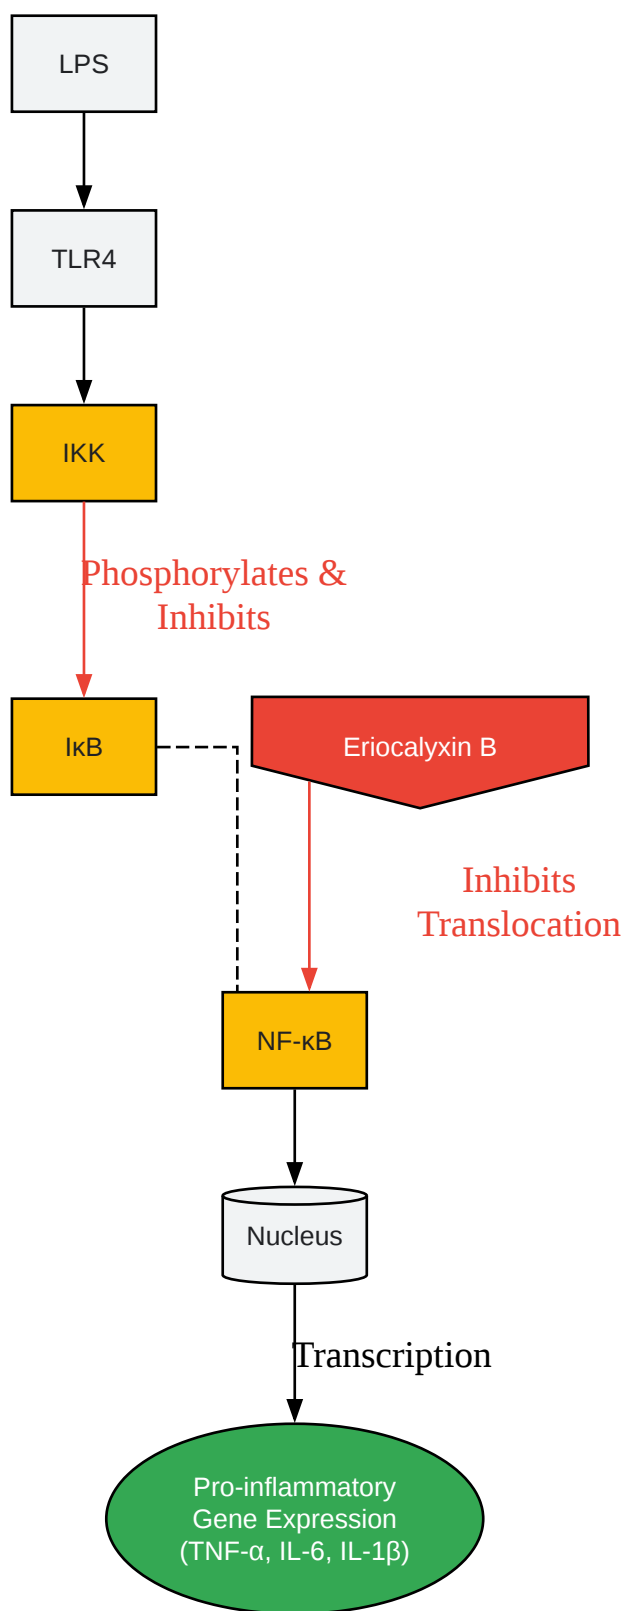 LPS
TLR4
IKK
Phosphorylates &
Inhibits
IκB
Eriocalyxin B
Inhibits
Translocation
NF-κB
Nucleus
Transcription
Pro-inflammatory
Gene Expression
(TNF-α, IL-6, IL-1β)